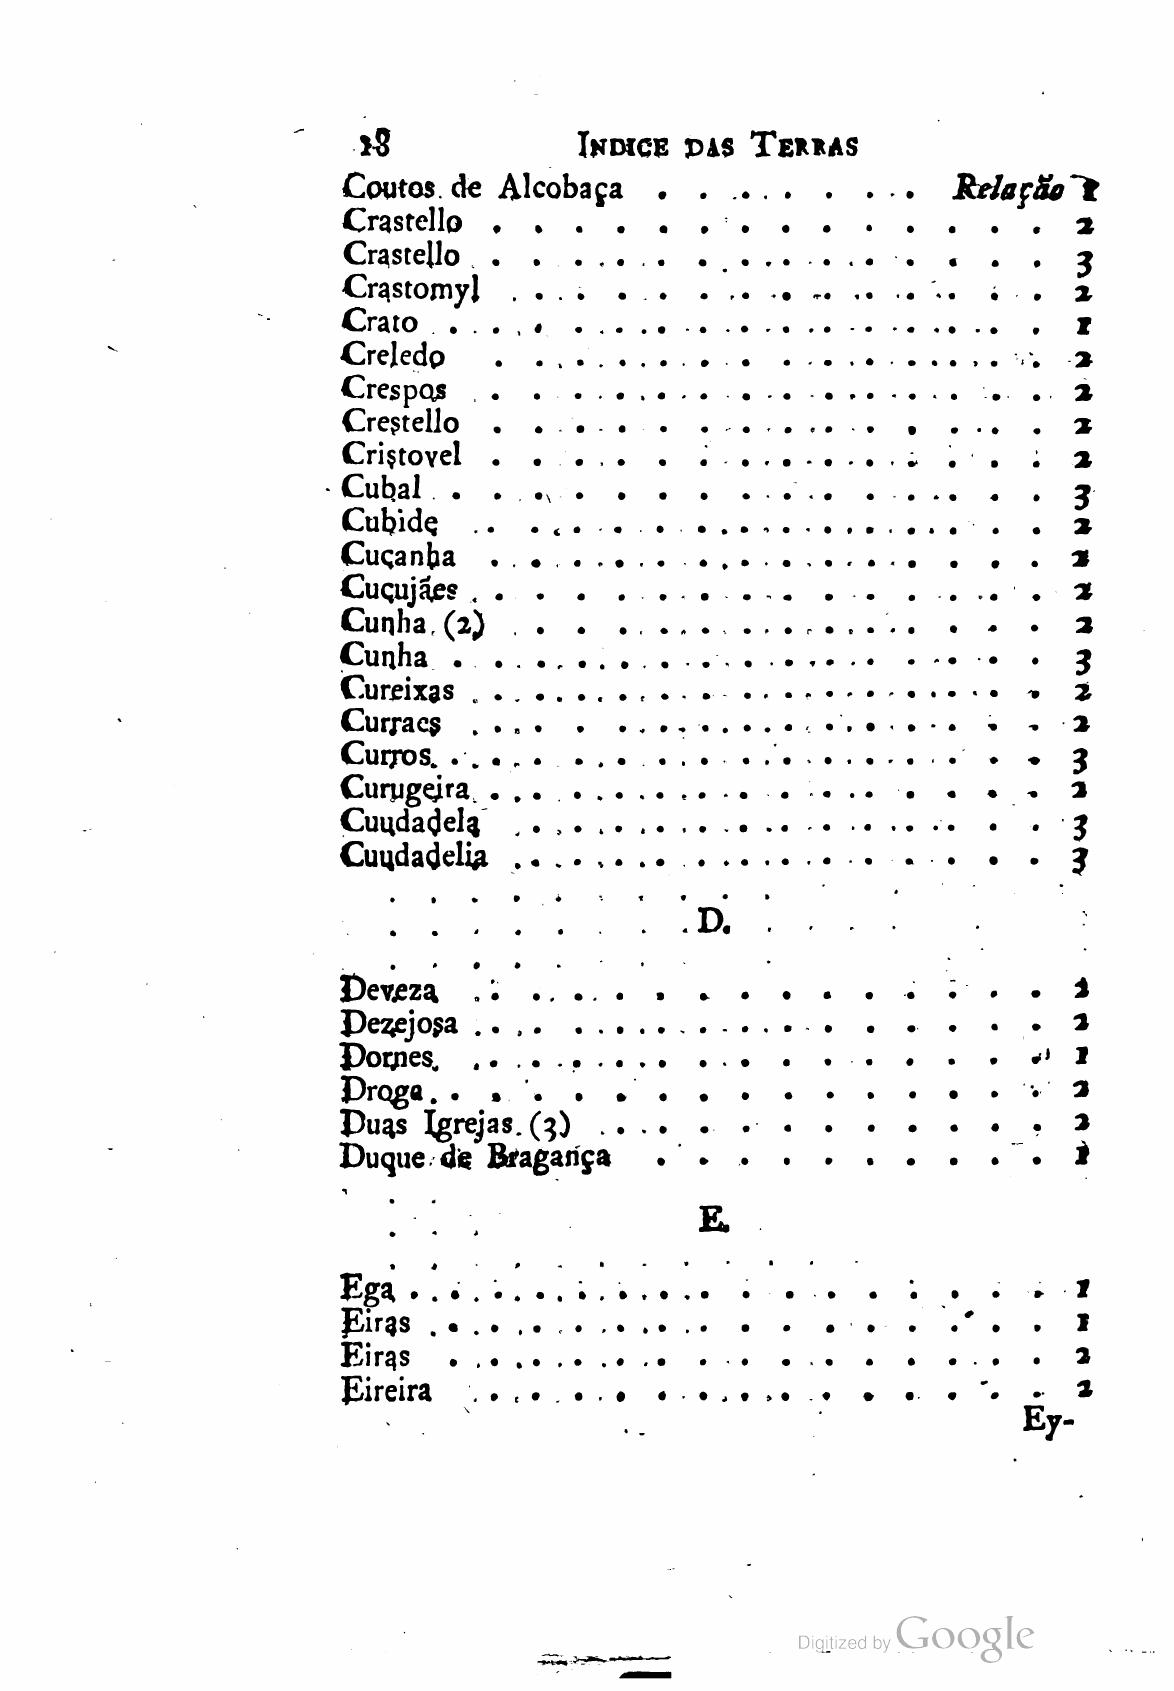 18 INDICE DAS TERRAS
Coutos de Alcobaça . . . . . . . . . . Relação 1
Crastello . . . . . . . . . . . . . . 2
Crastello . . . . . . . . . . . . . . 3
Crastomyl . . . . . . . . . . . . . . 2
Crato . . . . . . . . . . . . . . 1
Creledo . . . . . . . . . . . . . . 2
Crespos . . . . . . . . . . . . . . 2
Crestello . . . . . . . . . . . . . . 2
Cristovel . . . . . . . . . . . . . . 2
Cubal . . . . . . . . . . . . . . 3
Cubide . . . . . . . . . . . . . . 2
Cuçanha . . . . . . . . . . . . . . 2
Cuçujães . . . . . . . . . . . . . . 2
Cunha (2) . . . . . . . . . . . . . . 2
Cunha . . . . . . . . . . . . . . 3
Cureixas . . . . . . . . . . . . . . 2
Curraes . . . . . . . . . . . . . . 2
Curros. . . . . . . . . . . . . . . 3
Curugeira . . . . . . . . . . . . . . 2
Cuudadela . . . . . . . . . . . . . . 3
Cuudadelia . . . . . . . . . . . . . . 3
D.
Deveza . . . . . . . . . . . . . .
Dezejosa . . . . . . . . . . . . . . 2
Dornes. . . . . . . . . . . . . . . 1
Droga . . . . . . . . . . . . . . 2
Duas Igrejas. (3) . . . . . . . . . . . . 2
Duque de Bragança . . . . . . . . . . 1
E.
Ega . . . . . . . . . . . . . . 1
Eiras . . . . . . . . . . . . . . 1
Eiras . . . . . . . . . . . . . . 2
Eireira . . . . . . . . . . . . . . 2
Ey-
Digitized by Google